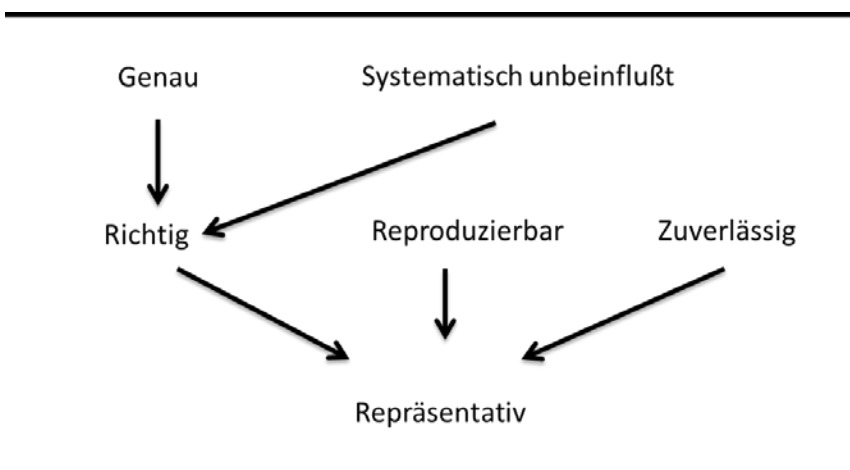 Genau
Systematisch unbeinflußt
Richtig
Reproduzierbar
Zuverlässig
Repräsentativ